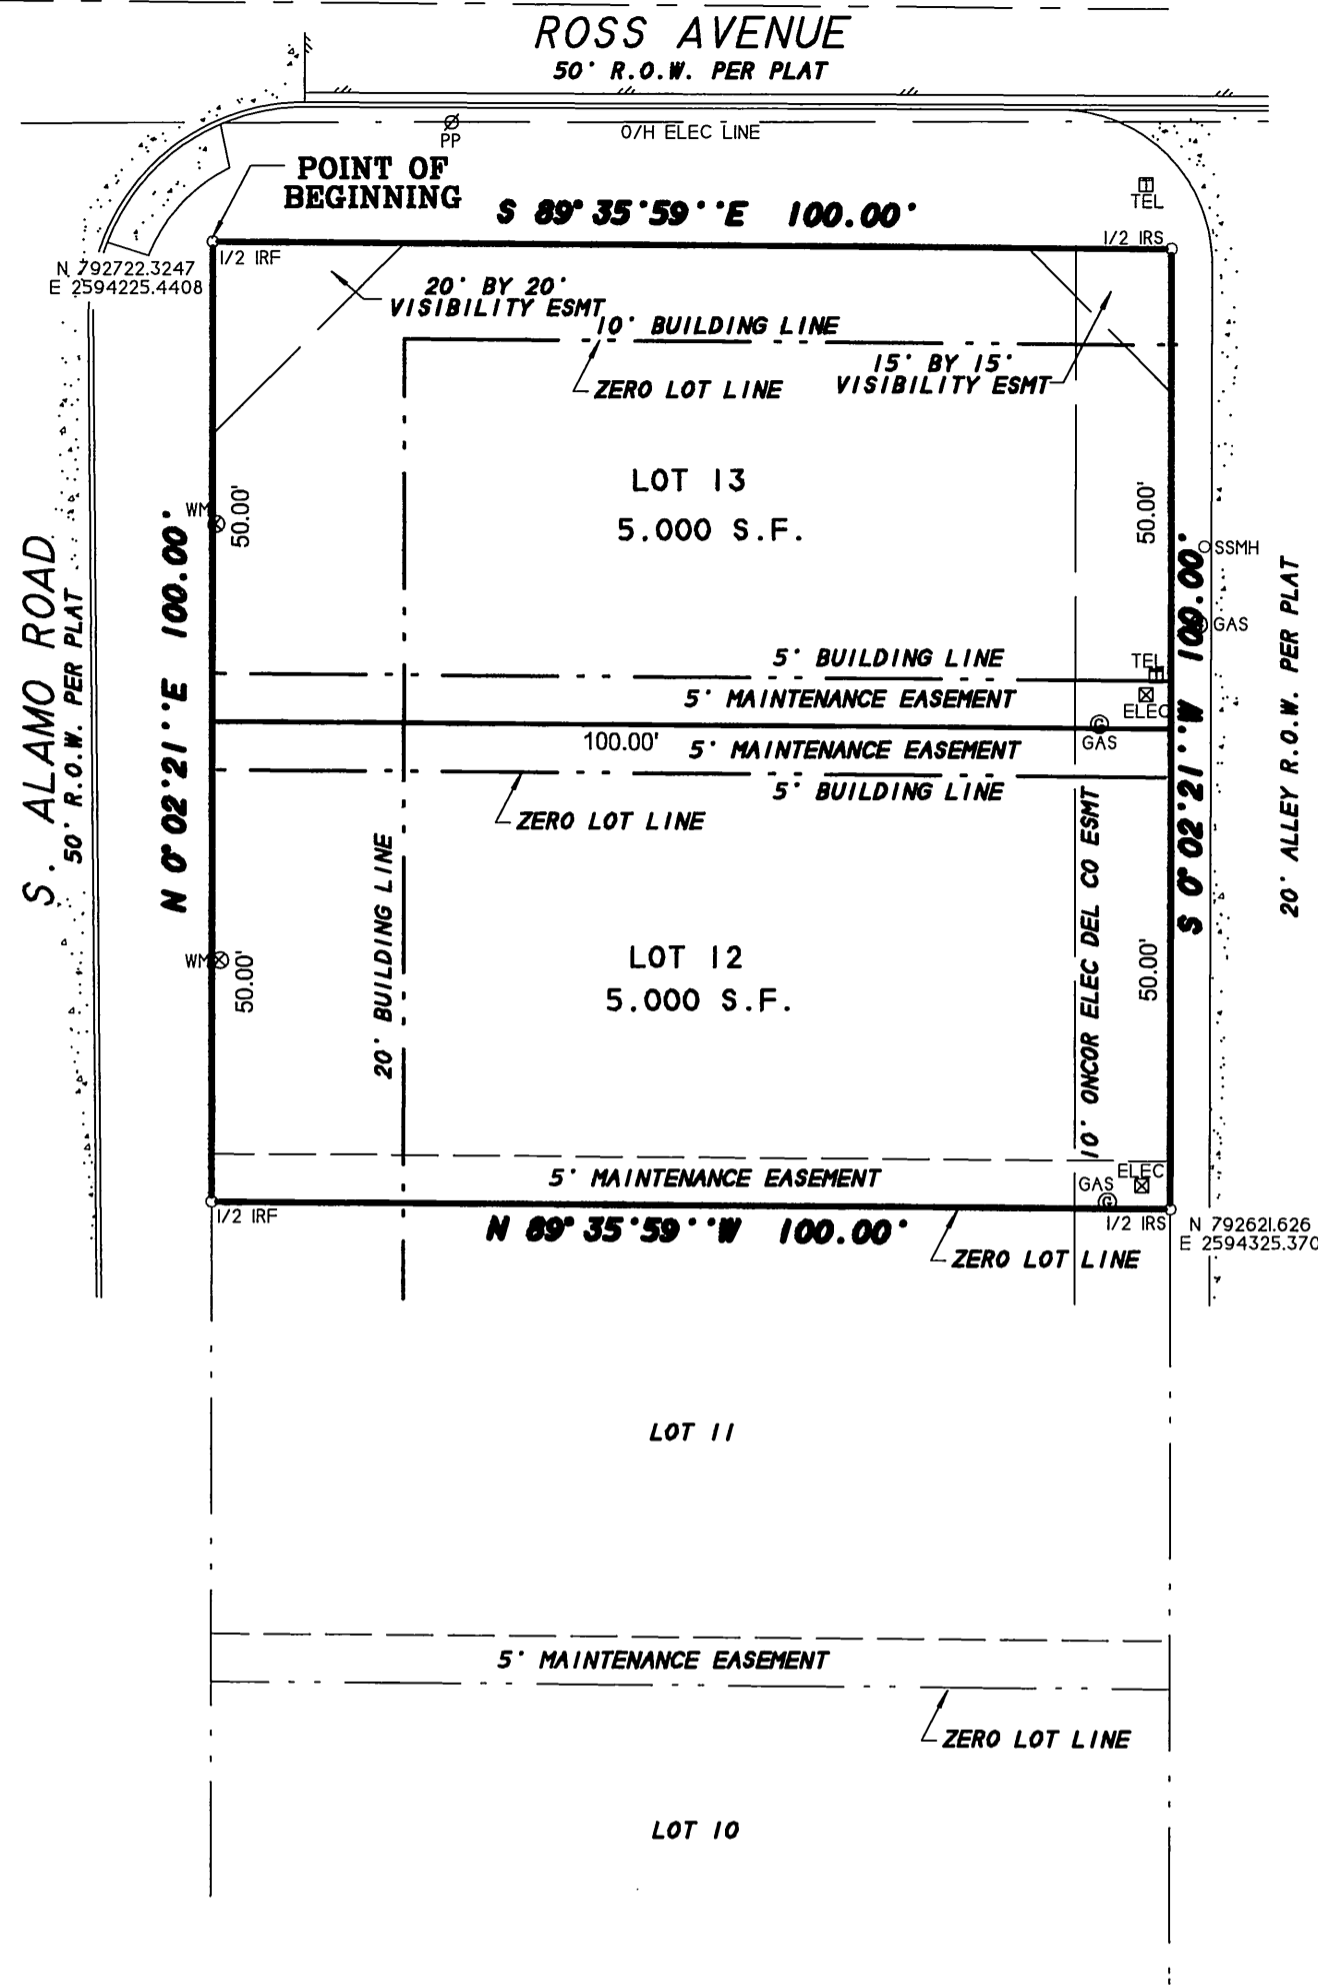 ROSS AVENUE
50' R.O.W. PER PLAT
PP
O/H ELEC LINE
POINT OF
BEGINNING
TEL
S 89°35'59''E 100.00'
1/2 IRF
1/2 IRS
N 792722.3247
E 2594225.4408
20' BY 20'
VISIBILITY ESMT
10' BUILDING LINE
ZERO LOT LINE
15' BY 15'
VISIBILITY ESMT
LOT 13
5.000 S.F.
WM
50.00'
50.00'
SSMH
GAS
S. ALAMO ROAD
50' R.O.W. PER PLAT
N 0°02'21''E 100.00'
S 0°02'21''W 100.00'
20' ALLEY R.O.W. PER PLAT
5' BUILDING LINE
TEL
5' MAINTENANCE EASEMENT
ELEC
100.00'
5' MAINTENANCE EASEMENT
GAS
5' BUILDING LINE
ZERO LOT LINE
20' BUILDING LINE
10' ONCOR ELEC DEL CO ESMT
LOT 12
5.000 S.F.
WM
50.00'
50.00'
5' MAINTENANCE EASEMENT
ELEC
GAS
1/2 IRF
N 89°35'59''W 100.00'
1/2 IRS
N 792621.626
E 2594325.370
ZERO LOT LINE
LOT 11
5' MAINTENANCE EASEMENT
ZERO LOT LINE
LOT 10